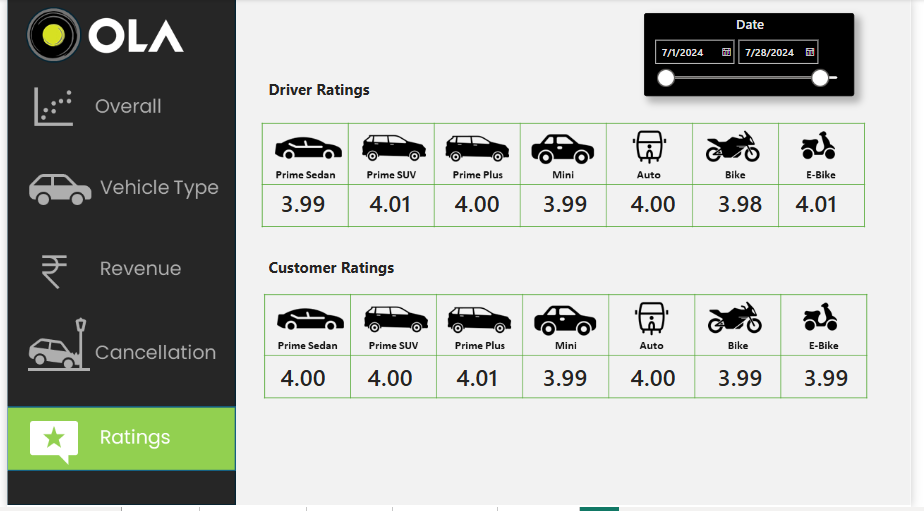 OLA
Date
7/1/2024 7/28/2024
Overall
Vehicle Type
Revenue
Cancellation
Ratings
Driver Ratings
Prime Sedan Prime SUV Prime Plus Mini Auto Bike E-Bike
3.99 4.01 4.00 3.99 4.00 3.98 4.01
Customer Ratings
Prime Sedan Prime SUV Prime Plus Mini Auto Bike E-Bike
4.00 4.00 4.01 3.99 4.00 3.99 3.99